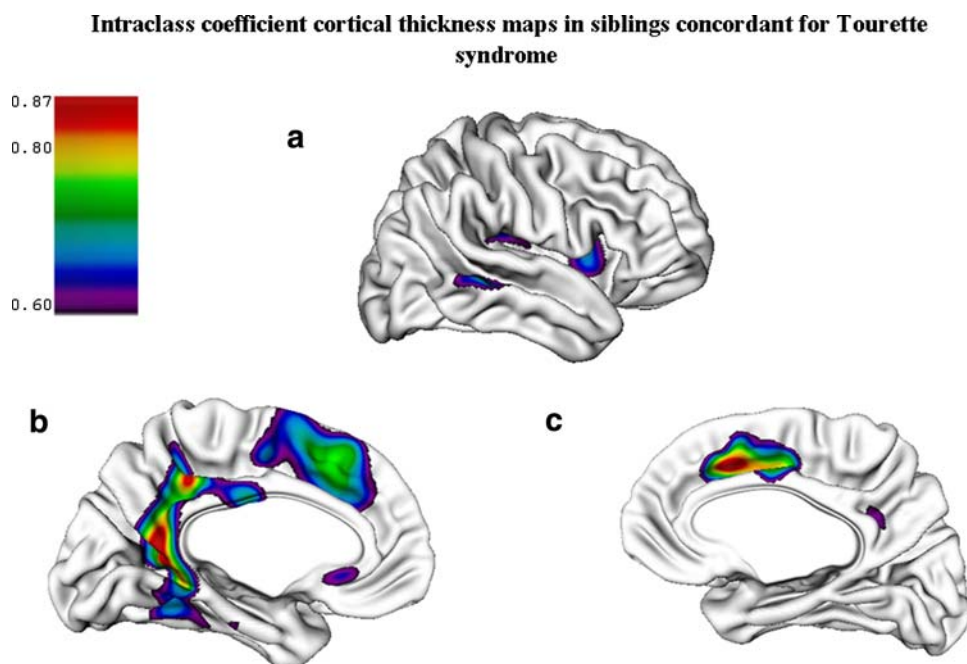 Intraclass coefficient cortical thickness maps in siblings concordant for Tourette
syndrome
0.87
0.80
0.60
a
b
c